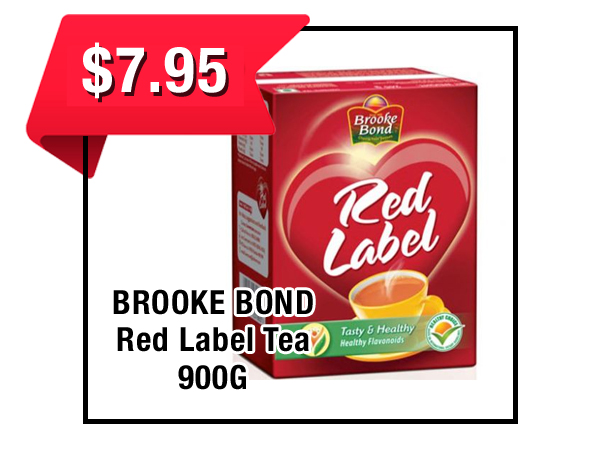 $7.95
Brooke
Bond
Red
Label
BROOKE BOND
Red Label Tea
900G
Tasty & Healthy
Healthy Flavonoids